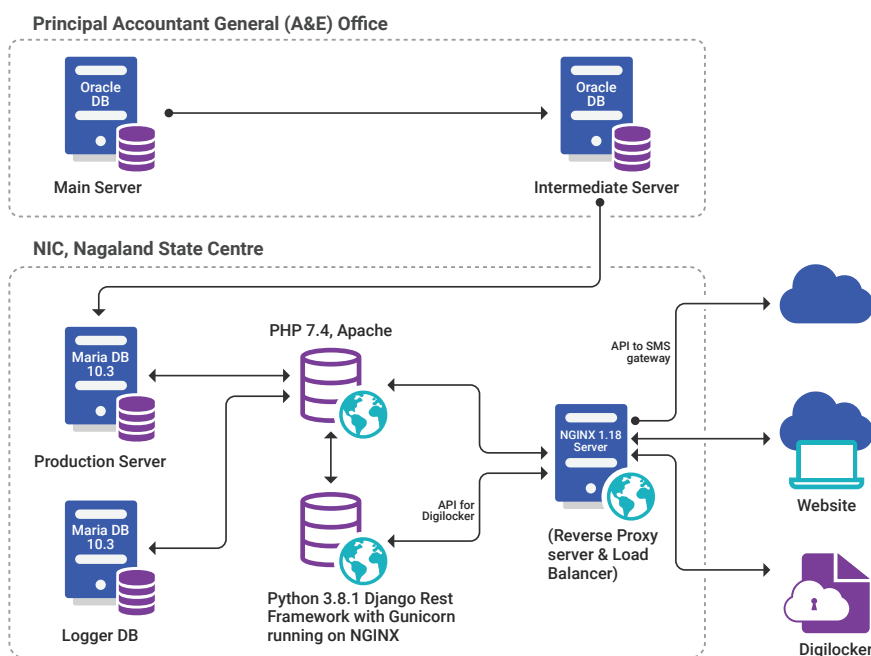 Principal Accountant General (A&E) Office
Oracle
DB
Main Server
Oracle
DB
Intermediate Server
NIC, Nagaland State Centre
Maria DB
10.3
Production Server
Maria DB
10.3
Logger DB
PHP 7.4, Apache
Python 3.8.1 Django Rest
Framework with Gunicorn
running on NGINX
API for
Digilocker
API to SMS
gateway
NGINX 1.18
Server
(Reverse Proxy
server & Load
Balancer)
Website
Digilocker